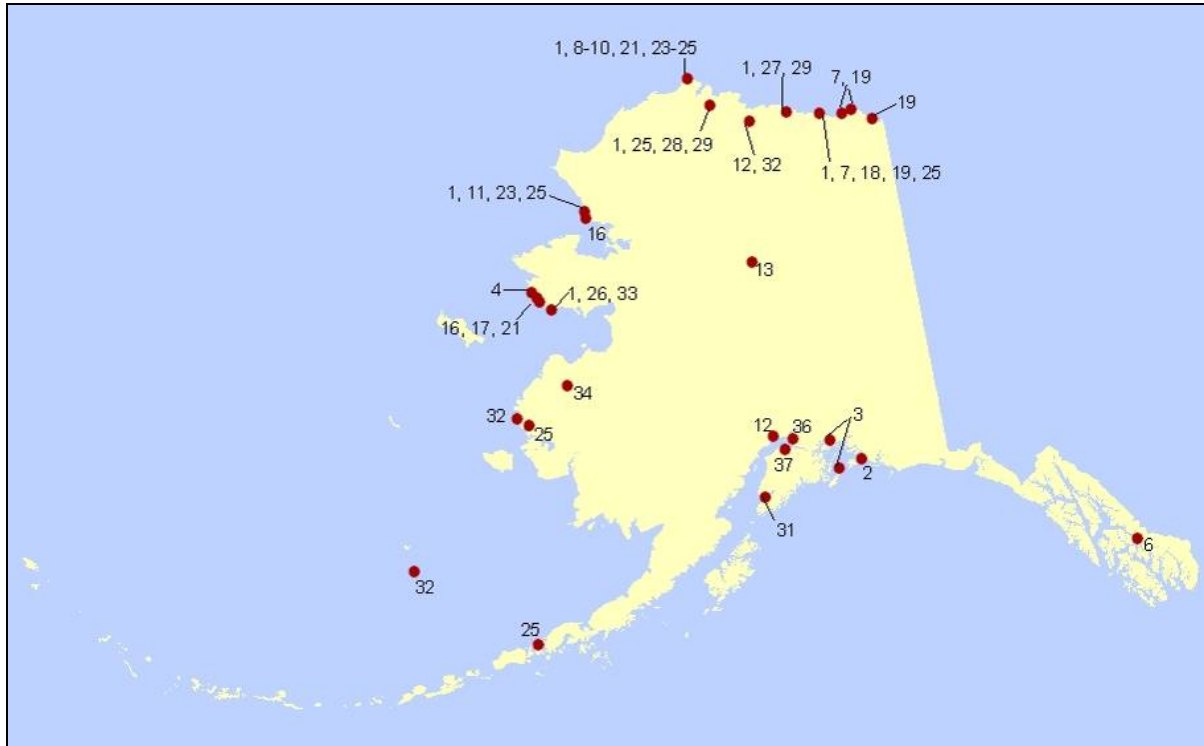 1, 8-10, 21, 23-25
1, 27, 29
7, 19
19
1, 25, 28, 29
12, 32
1, 7, 18, 19, 25
1, 11, 23, 25
16
13
4
1, 26, 33
16, 17, 21
34
32
25
12
36
3
37
2
31
6
32
25